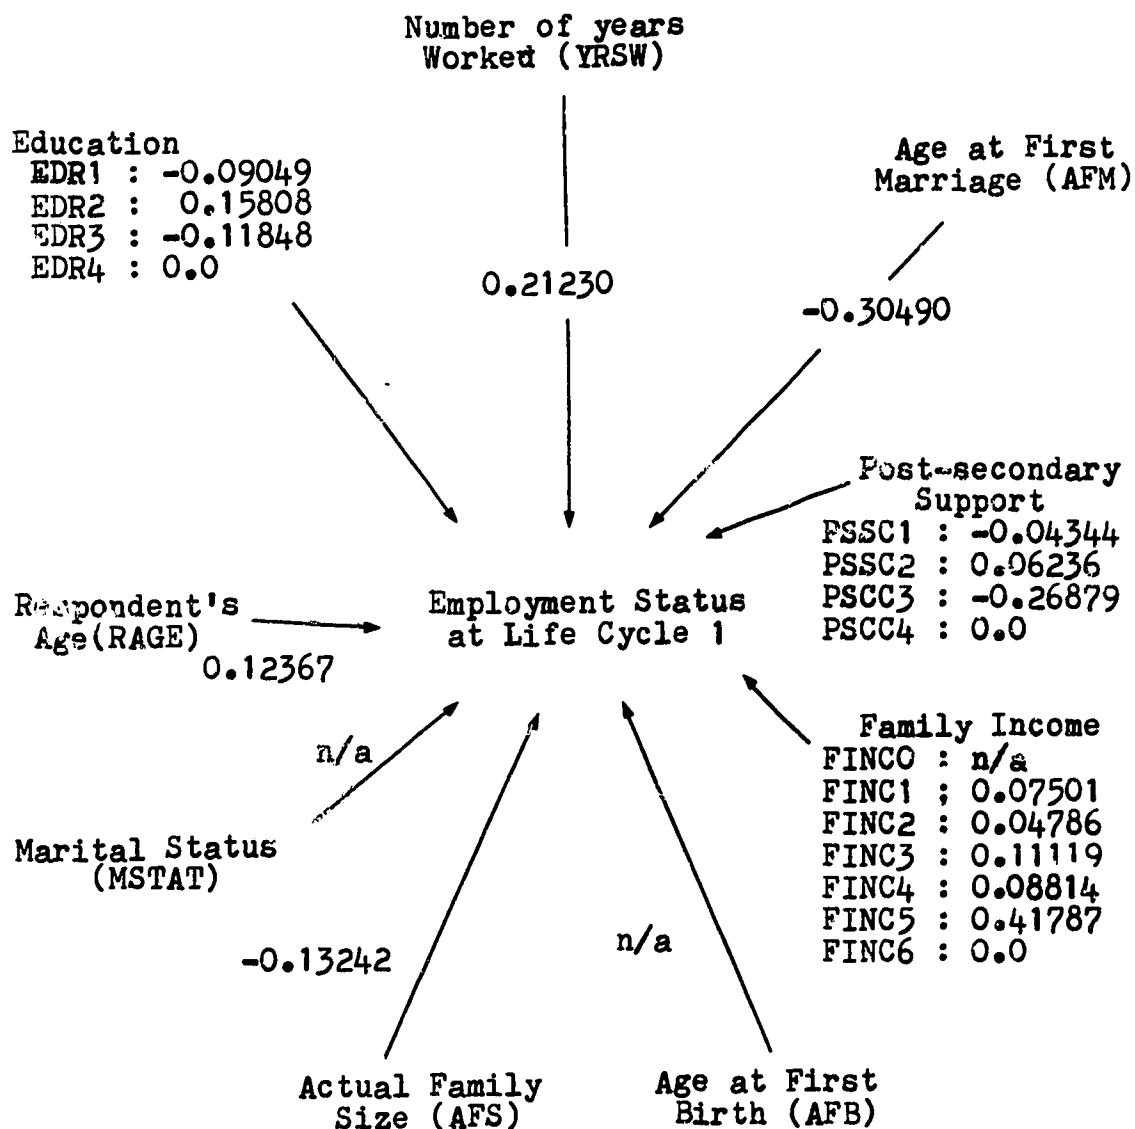 Number of years
Worked (YRSW)
Education
EDR1 : -0.09049
EDR2 : 0.15808
EDR3 : -0.11848
EDR4 : 0.0
Age at First
Marriage (AFM)
0.21230
-0.30490
Post-secondary
Support
PSSC1 : -0.04344
PSSC2 : 0.06236
PSCC3 : -0.26879
PSCC4 : 0.0
Respondent's
Age(RAGE)
0.12367
Employment Status
at Life Cycle 1
n/a
Marital Status
(MSTAT)
Family Income
FINC0 : n/a
FINC1 : 0.07501
FINC2 : 0.04786
FINC3 : 0.11119
FINC4 : 0.08814
FINC5 : 0.41787
FINC6 : 0.0
-0.13242
n/a
Actual Family
Size (AFS)
Age at First
Birth (AFB)